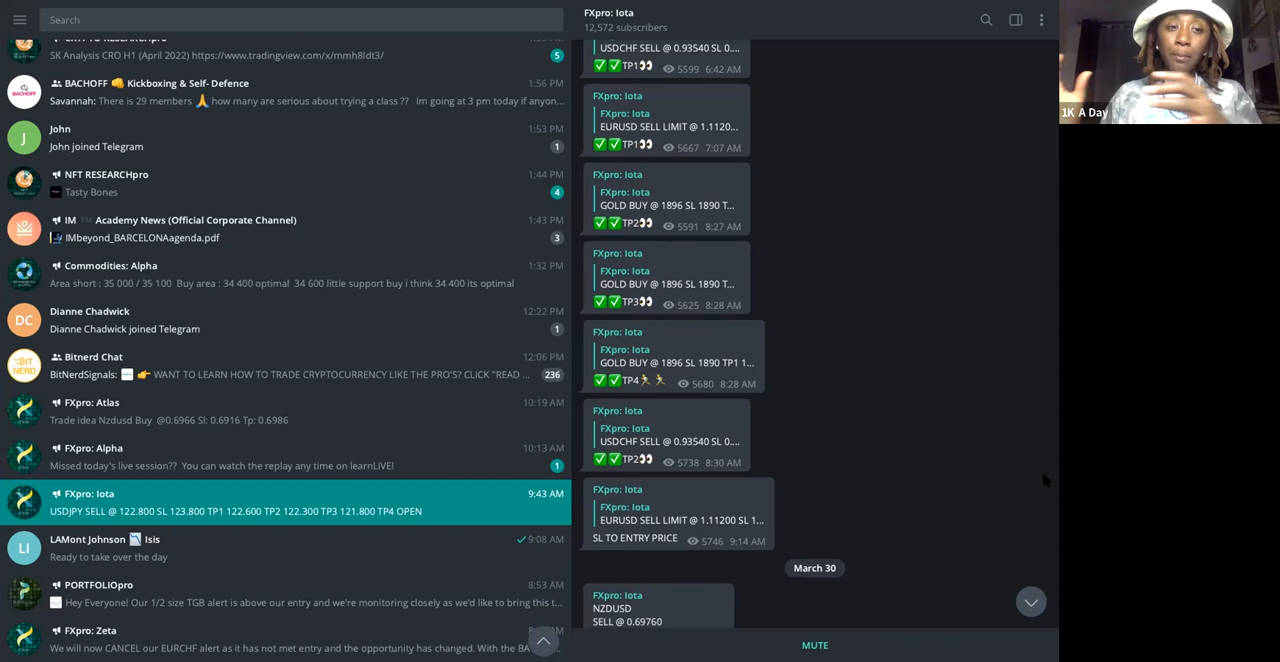 Search
SK Analysis CRO H1 (April 2022) https://www.tradingview.com/x/mmh8Idt3/
5
BACHOFF 👊 Kickboxing & Self- Defence
1:56 PM
BACHOFF
Savannah: There is 29 members 🙏 how many are serious about trying a class ?? Im going at 3 pm today if anyon...
J
John
1:53 PM
John joined Telegram
1
NFT RESEARCHpro
1:44 PM
Tasty Bones
4
IM ™️ Academy News (Official Corporate Channel)
1:43 PM
IMbeyond_BARCELONAagenda.pdf
3
Commodities: Alpha
1:32 PM
Area short : 35 000 / 35 100 Buy area : 34 400 optimal 34 600 little support buy i think 34 400 its optimal
DC
Dianne Chadwick
12:22 PM
Dianne Chadwick joined Telegram
1
BIT NERD
Bitnerd Chat
12:06 PM
BitNerdSignals: 👉 WANT TO LEARN HOW TO TRADE CRYPTOCURRENCY LIKE THE PRO'S? CLICK "READ ...
236
FXpro: Atlas
10:19 AM
Trade idea Nzdusd Buy @0.6966 Sl: 0.6916 Tp: 0.6986
FXpro: Alpha
10:13 AM
Missed today's live session?? You can watch the replay any time on learnLIVE!
1
FXpro: Iota
9:43 AM
USDJPY SELL @ 122.800 SL 123.800 TP1 122.600 TP2 122.300 TP3 121.800 TP4 OPEN
LI
LAMont Johnson 📉 Isis
9:08 AM
Ready to take over the day
PORTFOLIOpro
8:53 AM
Hey Everyone! Our 1/2 size TGB alert is above our entry and we're monitoring closely as we'd like to bring this t...
FXpro: Zeta
We will now CANCEL our EURCHF alert as it has not met entry and the opportunity has changed. With the BA
FXpro: Iota
12,572 subscribers
USDCHF SELL @ 0.93540 SL 0....
✅✅TP1👀 5599 6:42 AM
FXpro: Iota
FXpro: Iota
EURUSD SELL LIMIT @ 1.1120...
✅✅TP1👀 5667 7:07 AM
FXpro: Iota
FXpro: Iota
GOLD BUY @ 1896 SL 1890 T...
✅✅TP2👀 5591 8:27 AM
FXpro: Iota
FXpro: Iota
GOLD BUY @ 1896 SL 1890 T...
✅✅TP3👀 5625 8:28 AM
FXpro: Iota
FXpro: Iota
GOLD BUY @ 1896 SL 1890 TP1 1...
✅✅TP4🏃🏃 5680 8:28 AM
FXpro: Iota
FXpro: Iota
USDCHF SELL @ 0.93540 SL 0....
✅✅TP2👀 5738 8:30 AM
FXpro: Iota
FXpro: Iota
EURUSD SELL LIMIT @ 1.11200 SL 1...
SL TO ENTRY PRICE 5746 9:14 AM
March 30
FXpro: Iota
NZDUSD
SELL @ 0.69760
MUTE
1K A Day